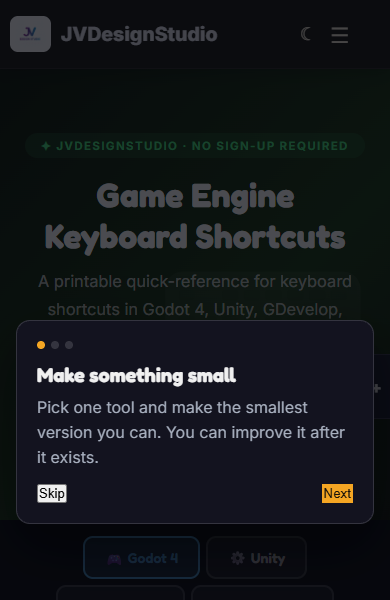 JV
JVDesignStudio
✦ JVDESIGNSTUDIO · NO SIGN-UP REQUIRED
Game Engine
Keyboard Shortcuts
A printable quick-reference for keyboard
shortcuts in Godot 4, Unity, GDevelop,
Make something small
Pick one tool and make the smallest
version you can. You can improve it after
it exists.
Skip
Next
Godot 4
Unity